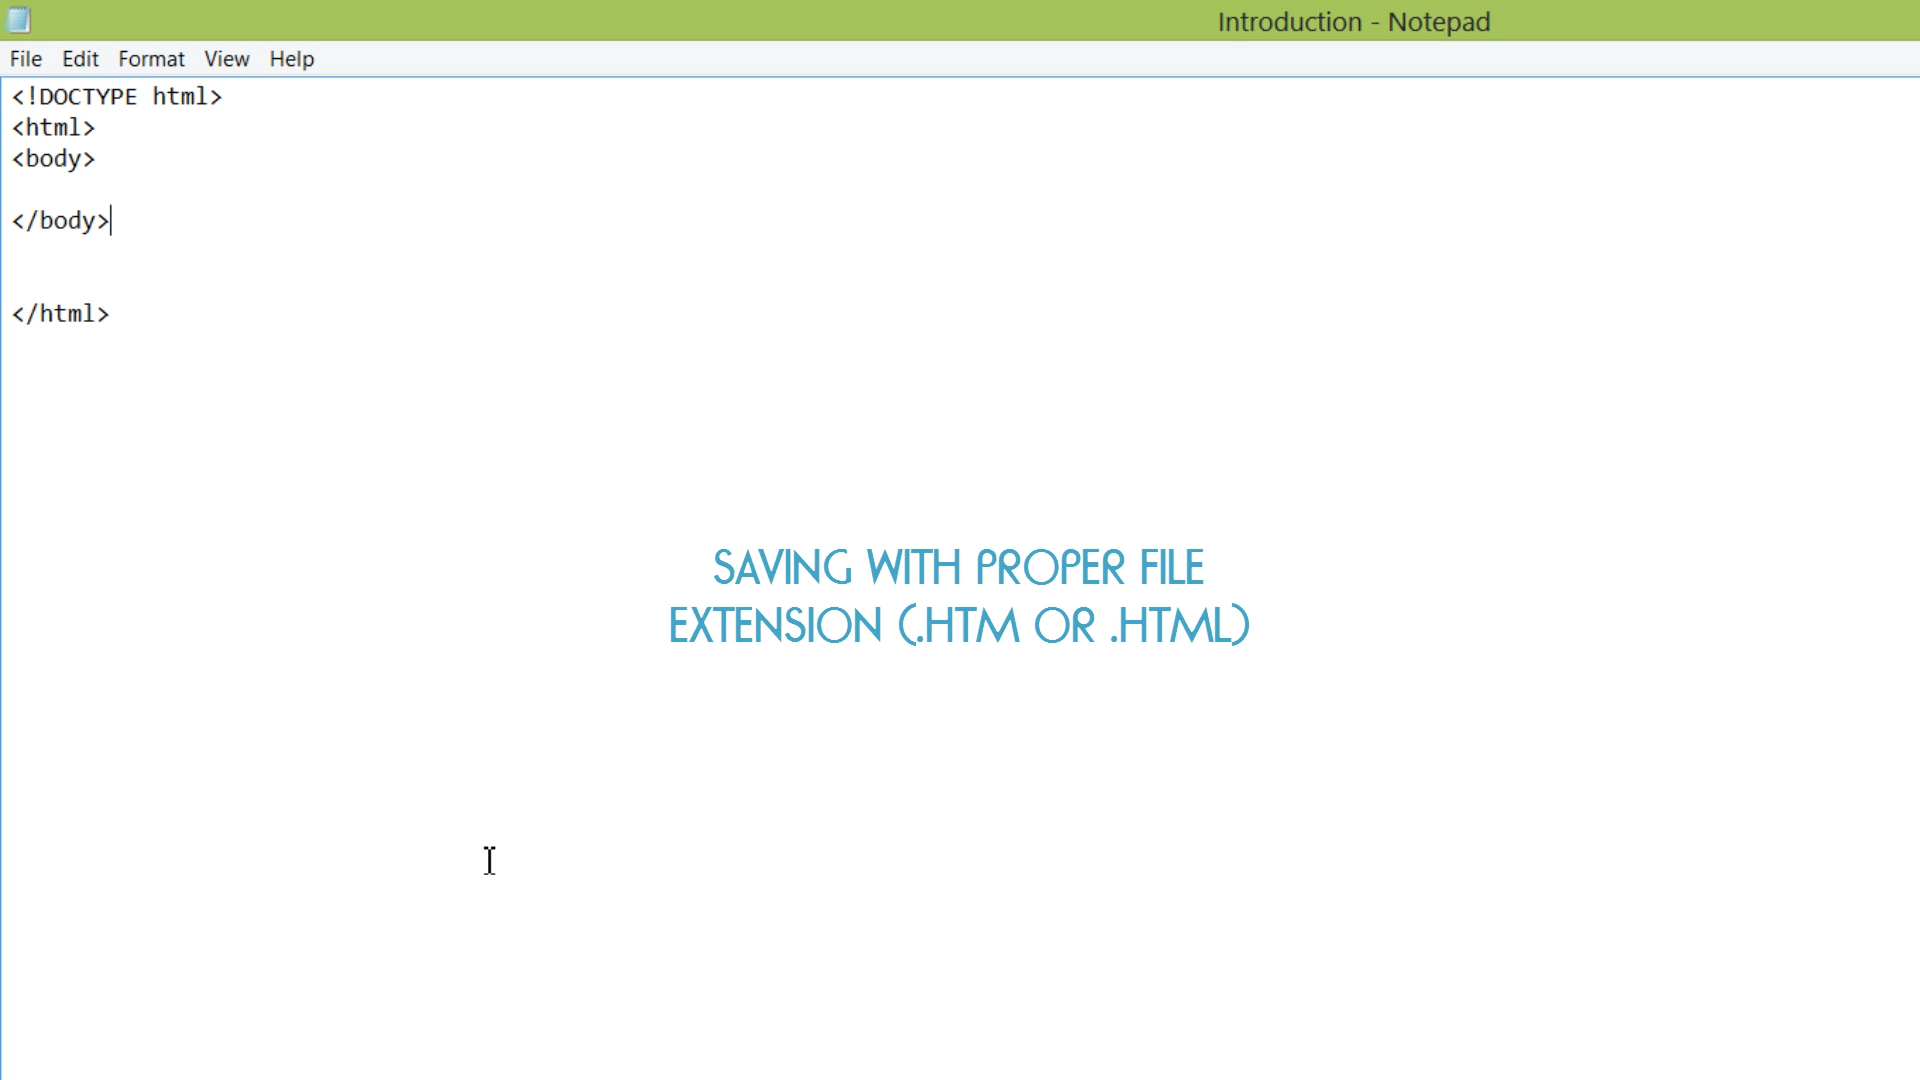 Introduction - Notepad
File Edit Format View Help
<!DOCTYPE html>
<html>
<body>
</body>
</html>
SAVING WITH PROPER FILE
EXTENSION (.HTM OR .HTML)